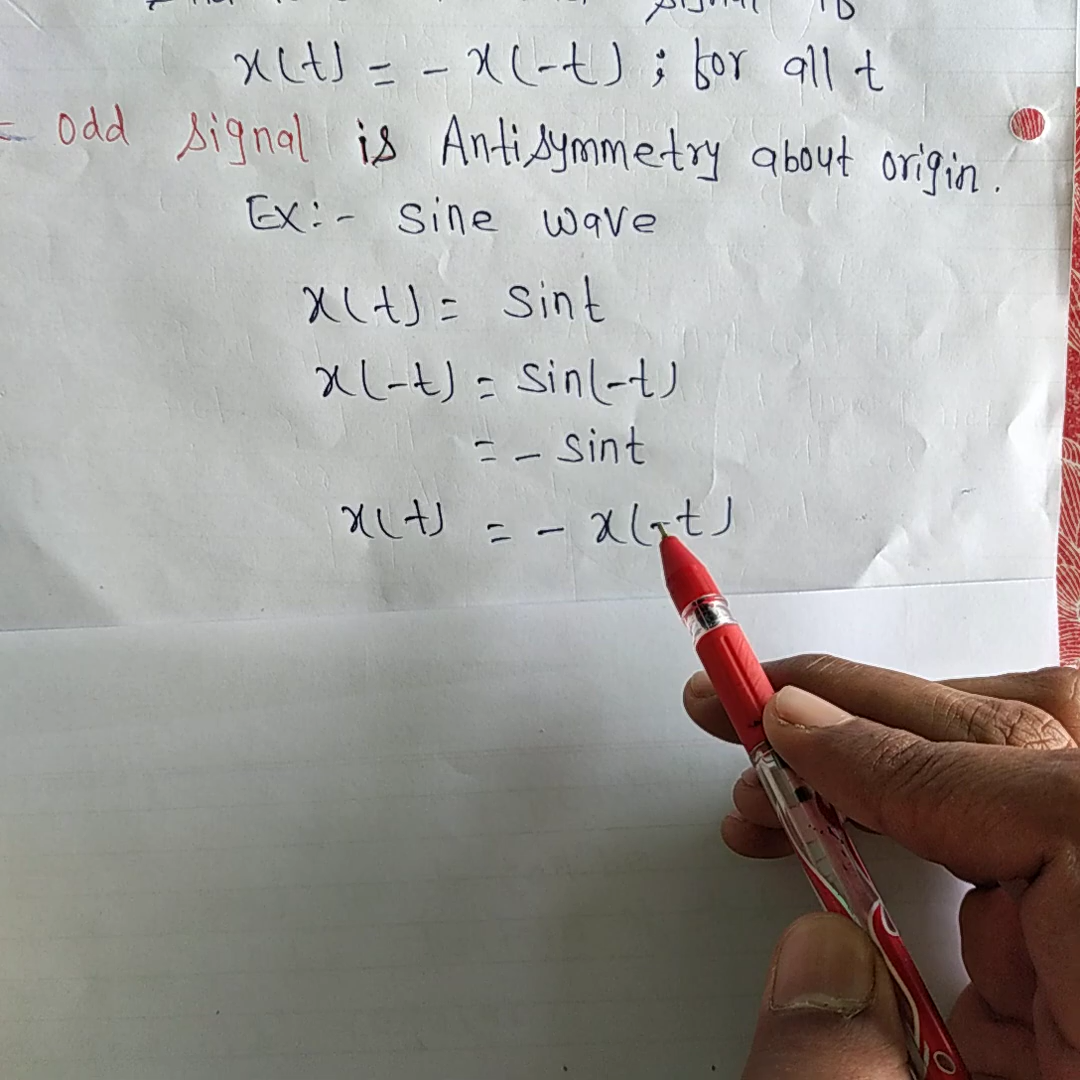 x(t) = - x(-t) ; for all t
odd signal is Antisymmetry about origin.
Ex:- sine wave
x(t) = sint
x(-t) = sin(-t)
= - sint
x(t) = - x(-t)